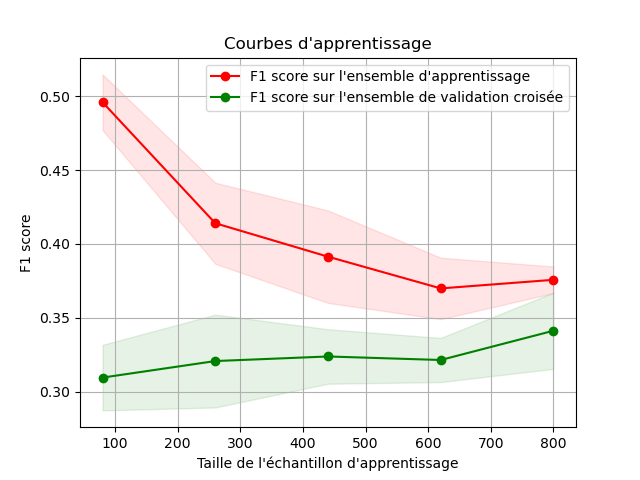 Courbes d'apprentissage
F1 score sur l'ensemble d'apprentissage
F1 score sur l'ensemble de validation croisée
0.50
0.45
0.40
0.35
0.30
F1 score
100
200
300
400
500
600
700
800
Taille de l'échantillon d'apprentissage